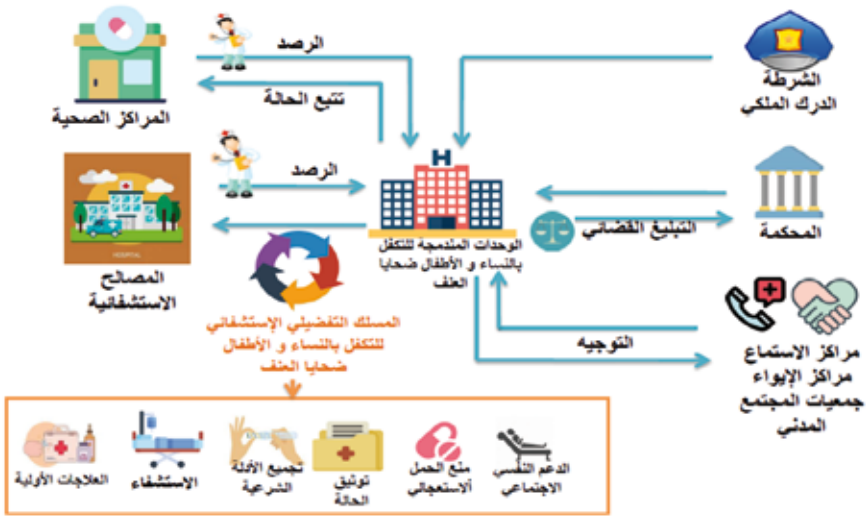 الرصد
تتبع الحالة
المراكز الصحية
الشرطة
الدرك الملكي
الرصد
H
التبليغ القضائي
المحكمة
الوحدات المندمجة للتكفل
بالنساء و الأطفال ضحايا
العنف
HOSPITAL
المصالح
الاستشفائية
المسلك التفضيلي الإستشفائي
للتكفل بالنساء و الأطفال
ضحايا العنف
التوجيه
مراكز الاستماع
مراكز الإيواء
جمعيات المجتمع
المدني
الدعم النفسي
الاجتماعي
منع الحمل
ألاستعجالي
توثيق
الحالة
تجميع الأدلة
الشرعية
الاستشفاء
العلاجات الأولية